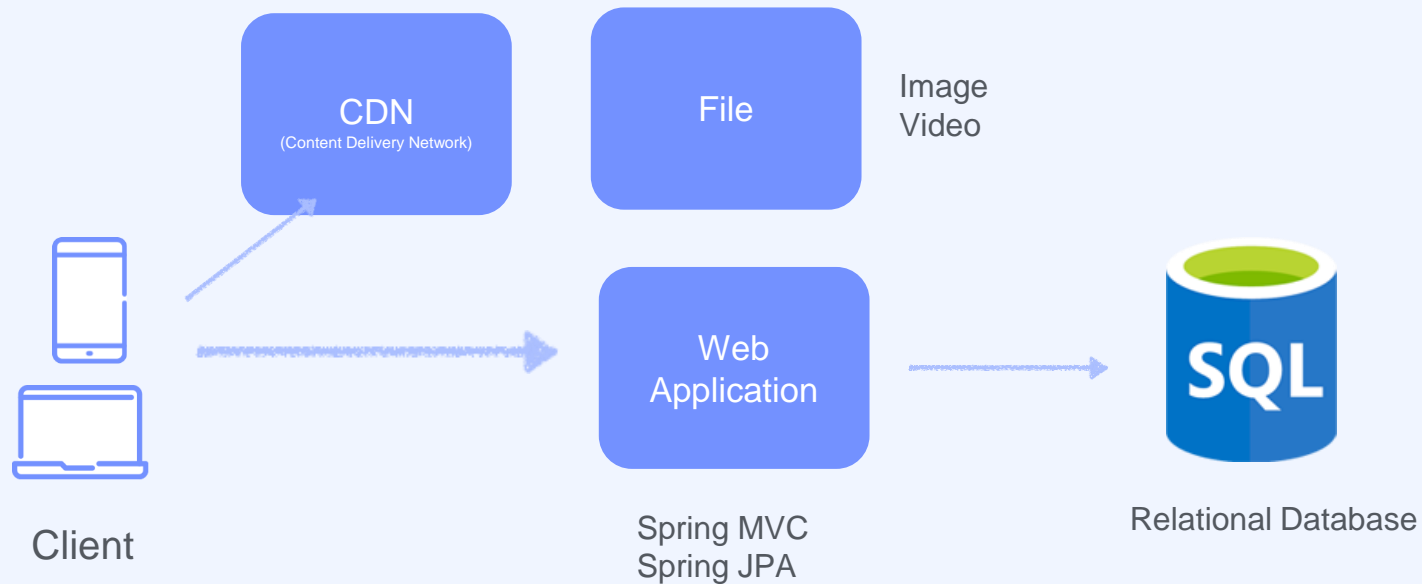 CDN
(Content Delivery Network)
File
Image
Video
Web
Application
SQL
Client
Spring MVC
Spring JPA
Relational Database